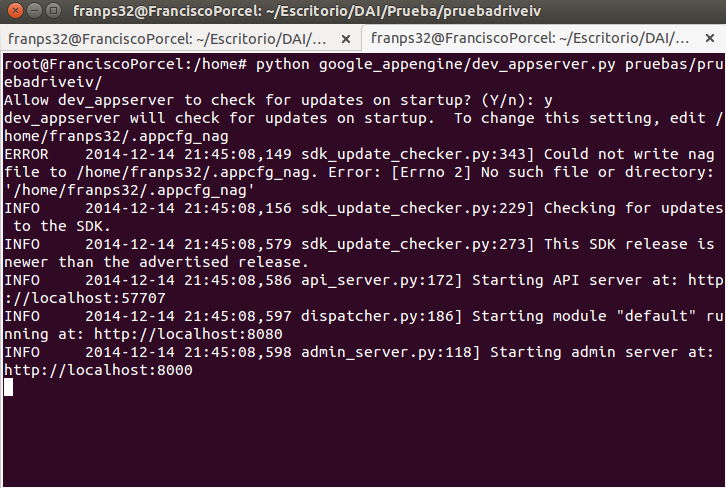 franps32@FranciscoPorcel: ~/Escritorio/DAI/Prueba/pruebadriveiv
franps32@FranciscoPorcel: ~/Escritorio/DAI/... × franps32@FranciscoPorcel: ~/Escritorio/DAI/... ×
root@FranciscoPorcel:/home# python google_appengine/dev_appserver.py pruebas/pru
ebadriveiv/
Allow dev_appserver to check for updates on startup? (Y/n): y
dev_appserver will check for updates on startup.  To change this setting, edit /
home/franps32/.appcfg_nag
ERROR    2014-12-14 21:45:08,149 sdk_update_checker.py:343] Could not write nag
file to /home/franps32/.appcfg_nag. Error: [Errno 2] No such file or directory:
'/home/franps32/.appcfg_nag'
INFO     2014-12-14 21:45:08,156 sdk_update_checker.py:229] Checking for updates
 to the SDK.
INFO     2014-12-14 21:45:08,579 sdk_update_checker.py:273] This SDK release is
newer than the advertised release.
INFO     2014-12-14 21:45:08,586 api_server.py:172] Starting API server at: http
://localhost:57707
INFO     2014-12-14 21:45:08,597 dispatcher.py:186] Starting module "default" ru
nning at: http://localhost:8080
INFO     2014-12-14 21:45:08,598 admin_server.py:118] Starting admin server at:
http://localhost:8000